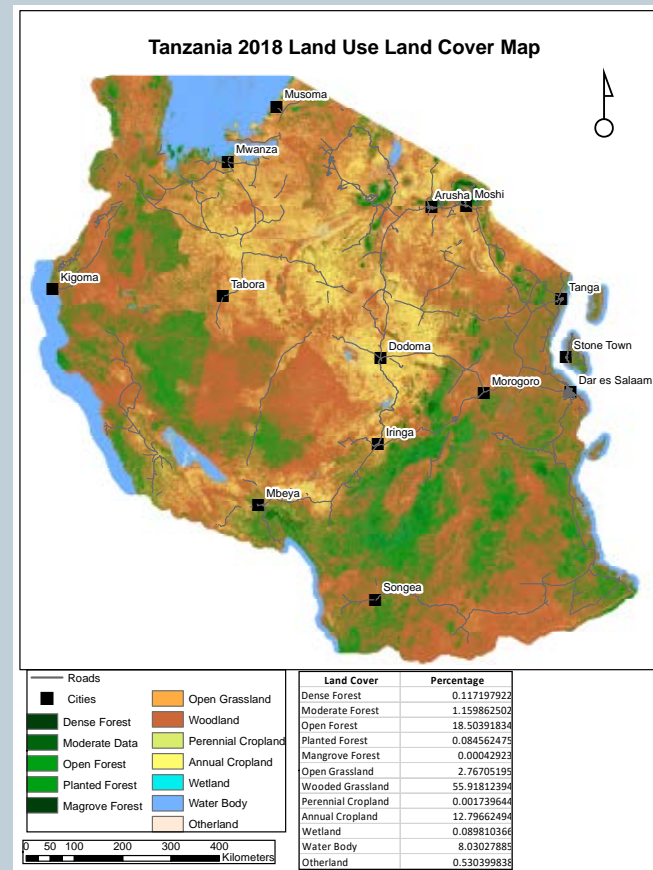 Tanzania 2018 Land Use Land Cover Map
Musoma
Mwanza
Arusha Moshi
Kigoma
Tabora
Tanga
Stone Town
Dodoma
Dar es Salaam
Morogoro
Iringa
Mbeya
Songea
Roads
Cities
Dense Forest
Moderate Data
Open Forest
Planted Forest
Magrove Forest
Open Grassland
Woodland
Perennial Cropland
Annual Cropland
Wetland
Water Body
Otherland
0 50 100 200 300 400
Kilometers
Land Cover Percentage
Dense Forest 0.117197922
Moderate Forest 1.159862502
Open Forest 18.50391834
Planted Forest 0.084562475
Mangrove Forest 0.00042923
Open Grassland 2.76705195
Wooded Grassland 55.91812394
Perennial Cropland 0.001739644
Annual Cropland 12.79662494
Wetland 0.089810366
Water Body 8.03027885
Otherland 0.530399838